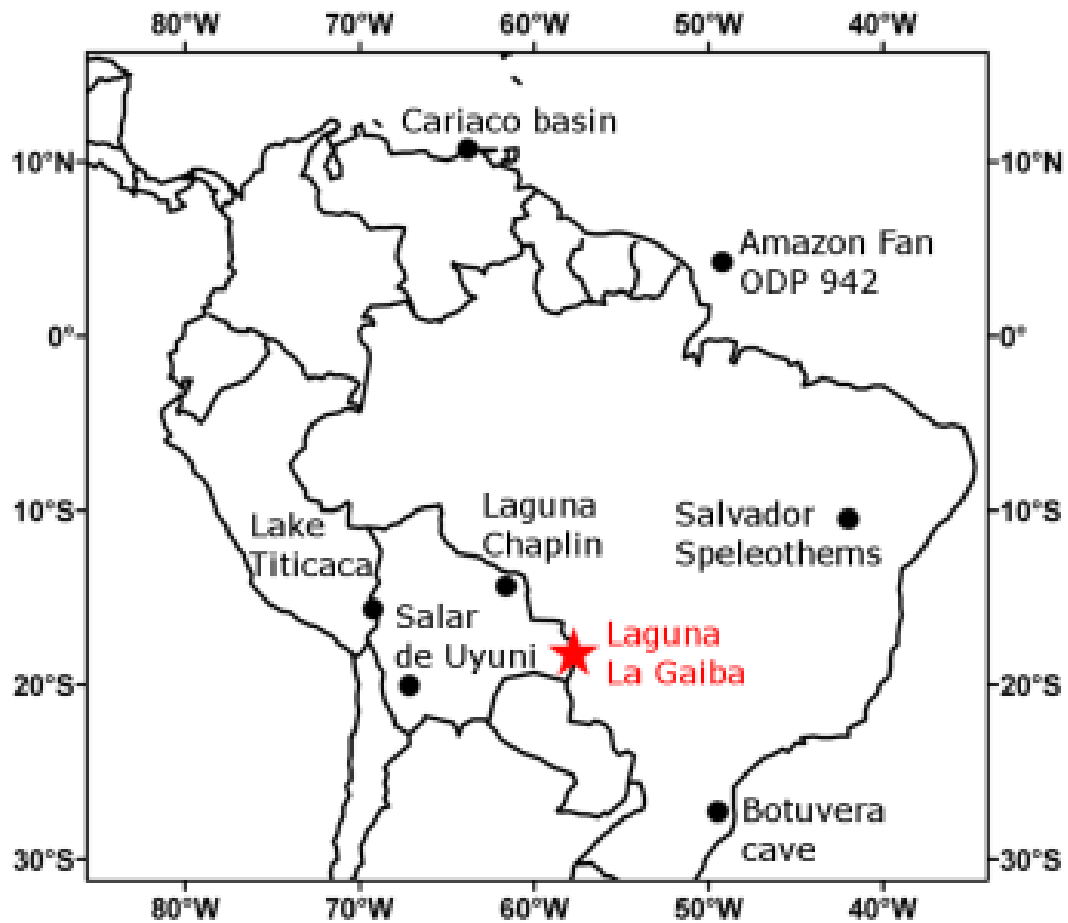 80°W 70°W 60°W 50°W 40°W
Cariaco basin
10°N 10°N
Amazon Fan
ODP 942
0° 0°
10°S 10°S
Laguna
Chaplin
Salvador
Speleothems
Lake
Titicaca
Salar
de Uyuni
Laguna
La Gaiba
20°S 20°S
Botuvera
cave
30°S 30°S
80°W 70°W 60°W 50°W 40°W